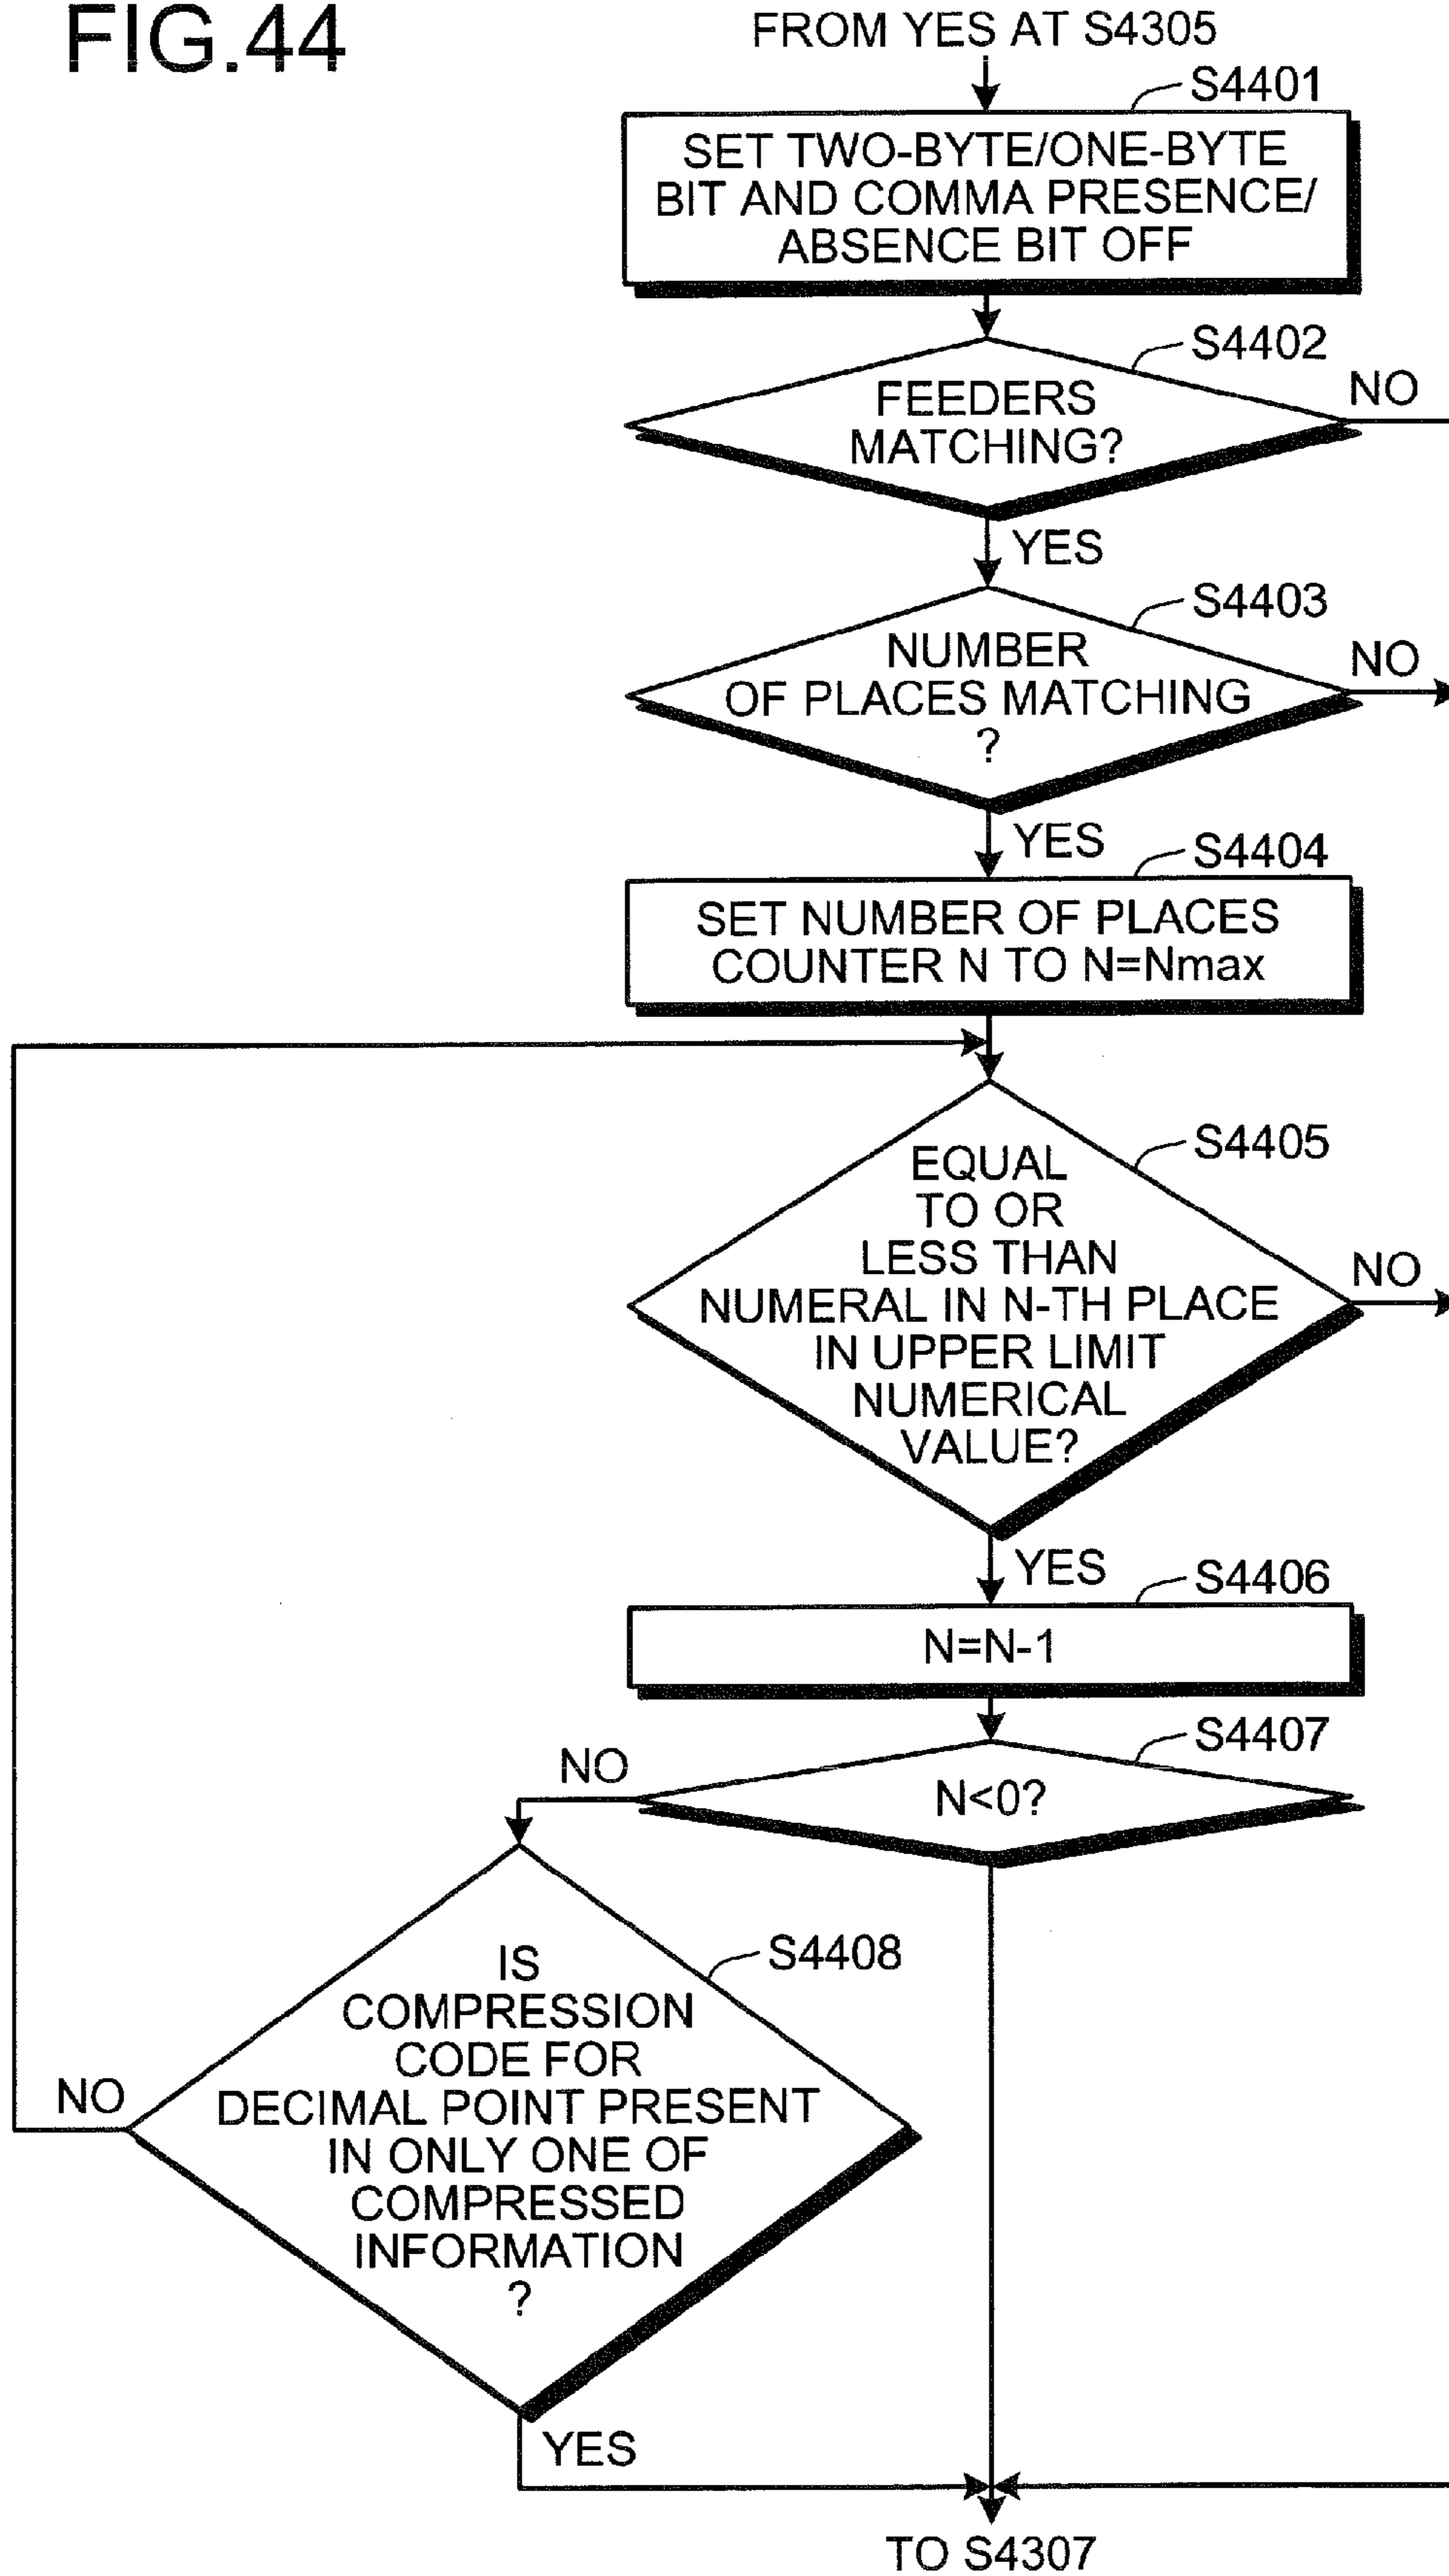 FIG.44
FROM YES AT S4305
S4401
SET TWO-BYTE/ONE-BYTE
BIT AND COMMA PRESENCE/
ABSENCE BIT OFF
S4402
FEEDERS
MATCHING?
NO
YES
S4403
NUMBER
OF PLACES MATCHING
?
NO
YES
S4404
SET NUMBER OF PLACES
COUNTER N TO N=Nmax
S4405
EQUAL
TO OR
LESS THAN
NUMERAL IN N-TH PLACE
IN UPPER LIMIT
NUMERICAL
VALUE?
NO
YES
S4406
N=N-1
S4407
N<0?
NO
S4408
IS
COMPRESSION
CODE FOR
DECIMAL POINT PRESENT
IN ONLY ONE OF
COMPRESSED
INFORMATION
?
NO
YES
TO S4307